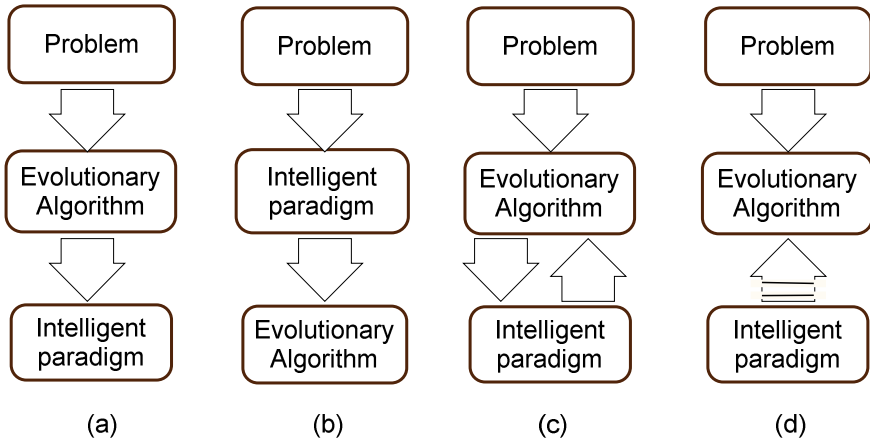 Problem
Evolutionary
Algorithm
Intelligent
paradigm
(a)
Problem
Intelligent
paradigm
Evolutionary
Algorithm
(b)
Problem
Evolutionary
Algorithm
Intelligent
paradigm
(c)
Problem
Evolutionary
Algorithm
Intelligent
paradigm
(d)